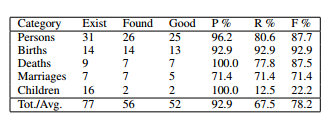 Category Exist Found Good P % R % F %
Persons 31 26 25 96.2 80.6 87.7
Births 14 14 13 92.9 92.9 92.9
Deaths 9 7 7 100.0 77.8 87.5
Marriages 7 7 5 71.4 71.4 71.4
Children 16 2 2 100.0 12.5 22.2
Tot./Avg. 77 56 52 92.9 67.5 78.2